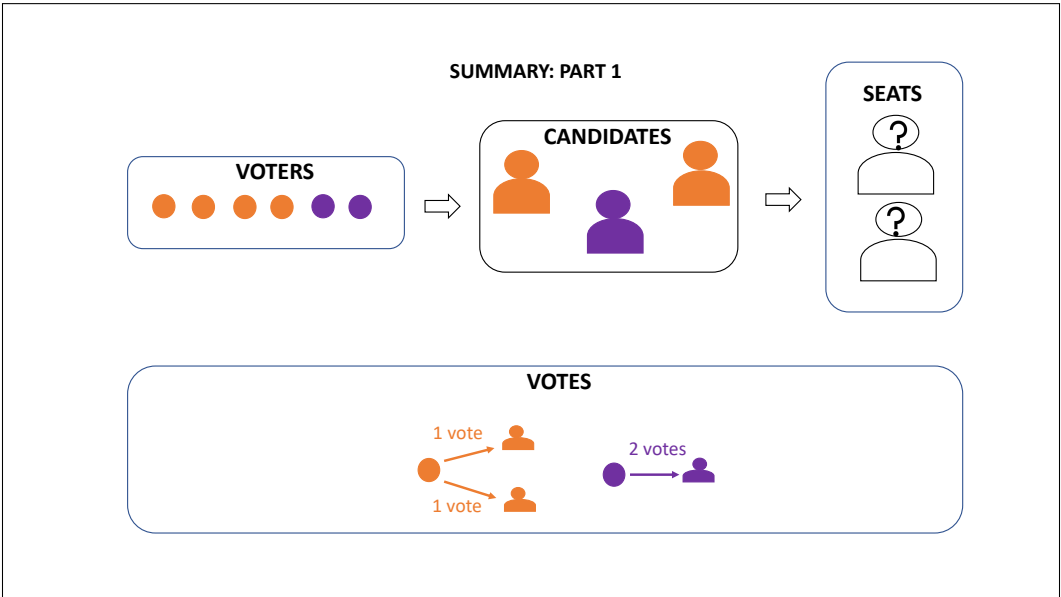 SUMMARY: PART 1
VOTERS
CANDIDATES
SEATS
?
?
VOTES
1 vote
1 vote
2 votes